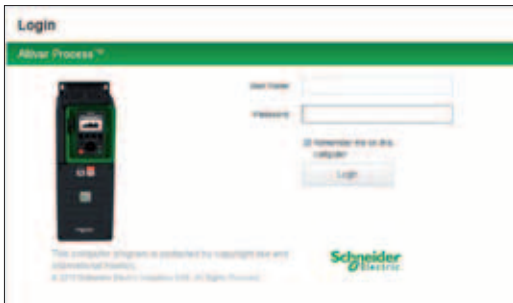 Login
Altivar Process™
User Name
Password
Remember me on this
computer
Login
This computer program is protected by copyright law and
international treaties.
Schneider
Electric